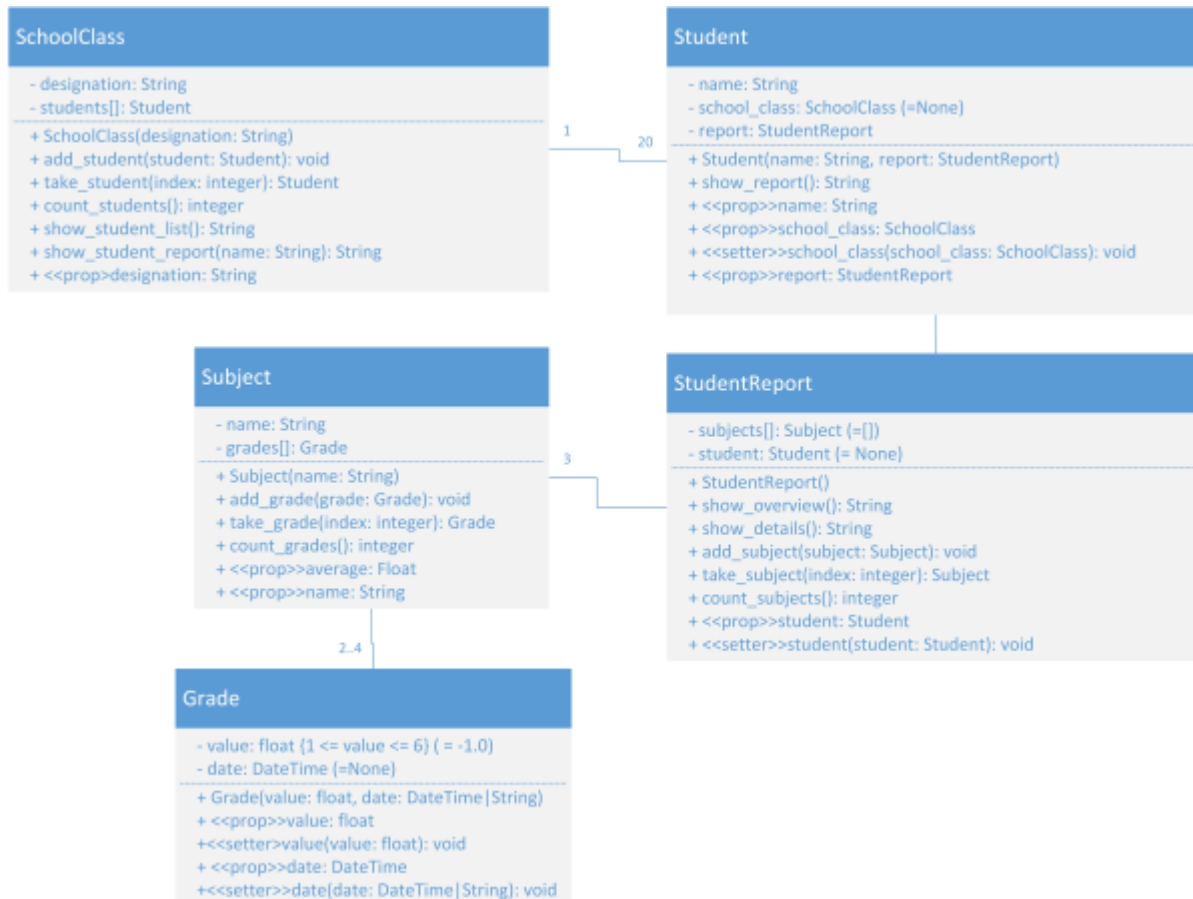 SchoolClass
- designation: String
- students[]: Student
+ SchoolClass(designation: String)
+ add_student(student: Student): void
+ take_student(index: integer): Student
+ count_students(): integer
+ show_student_list(): String
+ show_student_report(name: String): String
+ <<prop>designation: String
1
20
Student
- name: String
- school_class: SchoolClass (=None)
- report: StudentReport
+ Student(name: String, report: StudentReport)
+ show_report(): String
+ <<prop>>name: String
+ <<prop>>school_class: SchoolClass
+ <<setter>>school_class(school_class: SchoolClass): void
+ <<prop>>report: StudentReport
Subject
- name: String
- grades[]: Grade
+ Subject(name: String)
+ add_grade(grade: Grade): void
+ take_grade(index: integer): Grade
+ count_grades(): integer
+ <<prop>>average: Float
+ <<prop>>name: String
3
StudentReport
- subjects[]: Subject (=[])
- student: Student (= None)
+ StudentReport()
+ show_overview(): String
+ show_details(): String
+ add_subject(subject: Subject): void
+ take_subject(index: integer): Subject
+ count_subjects(): integer
+ <<prop>>student: Student
+ <<setter>>student(student: Student): void
2..4
Grade
- value: float {1 <= value <= 6} ( = -1.0)
- date: DateTime (=None)
+ Grade(value: float, date: DateTime|String)
+ <<prop>>value: float
+<<setter>value(value: float): void
+ <<prop>>date: DateTime
+<<setter>>date(date: DateTime|String): void